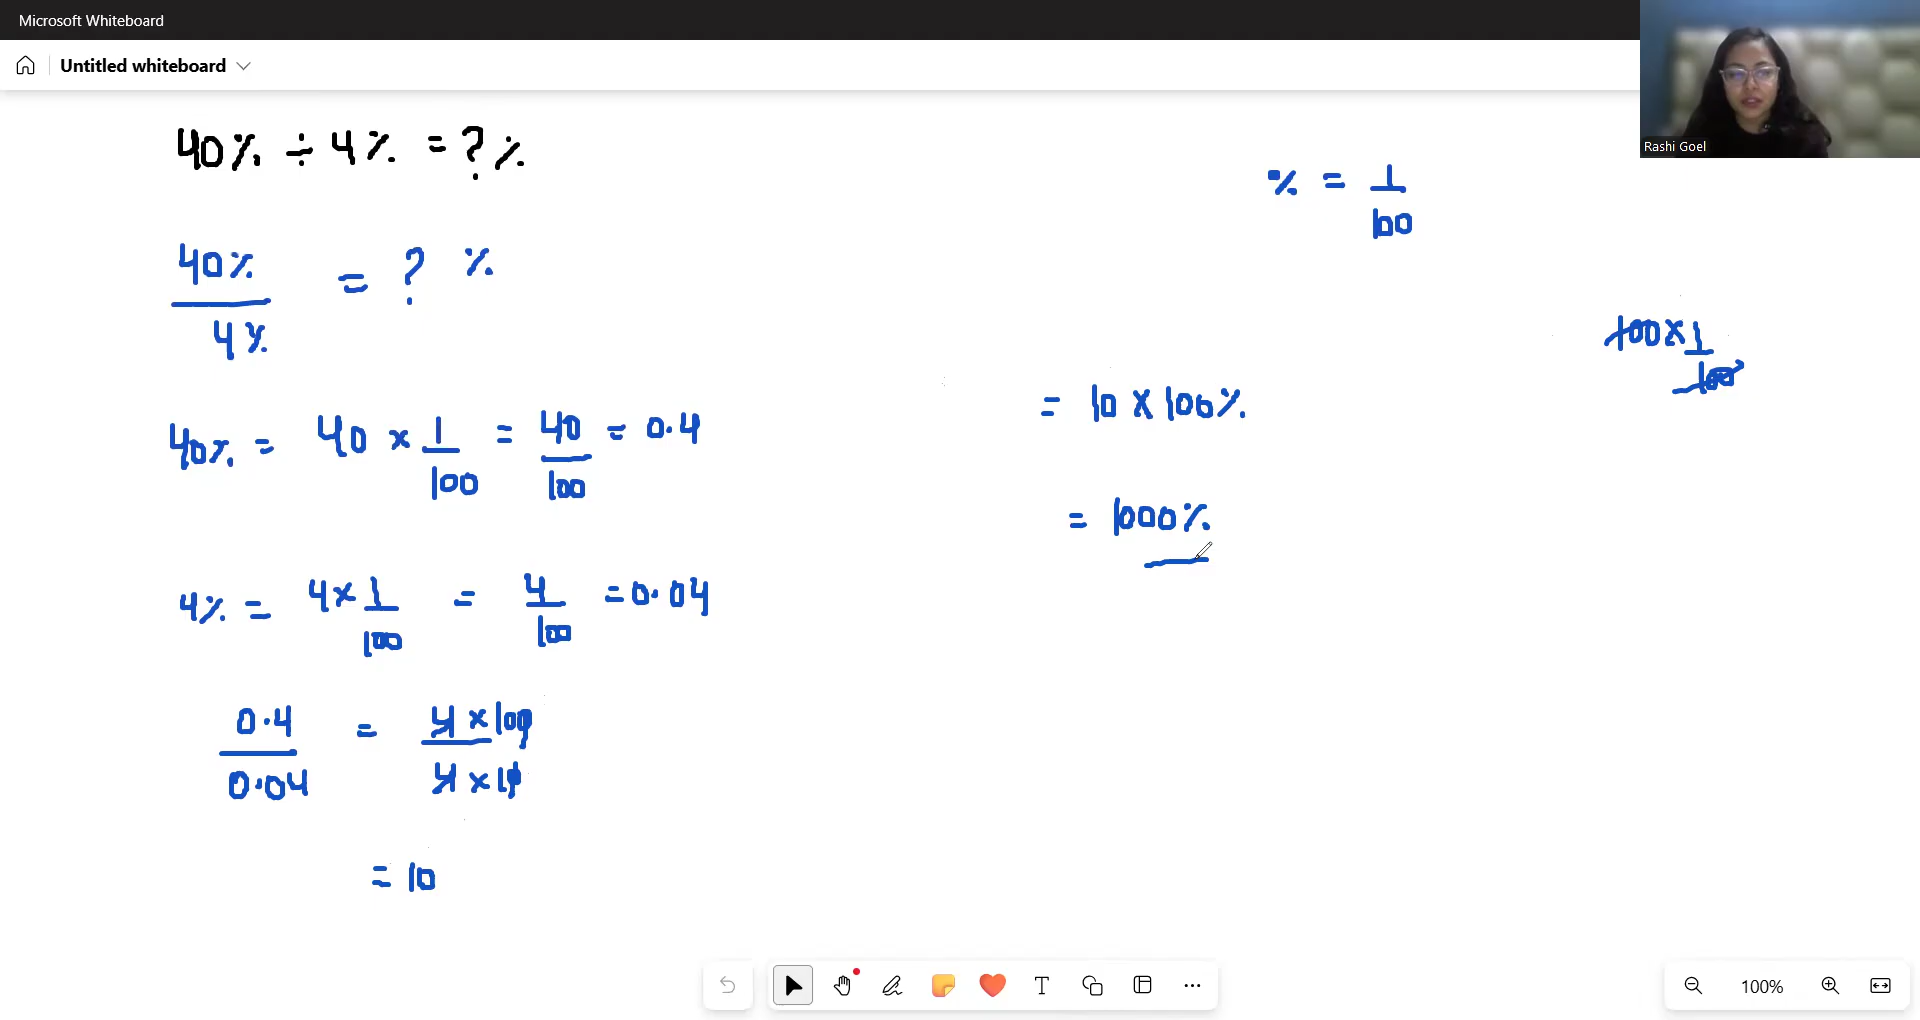 Microsoft Whiteboard
Untitled whiteboard
Rashi Goel
40% ÷ 4% = ?%
40%/4% = ? %
40% = 40 × 1/100 = 40/100 = 0.4
4% = 4 × 1/100 = 4/100 = 0.04
0.4/0.04 = 4 × 100/4 × 10
= 10
% = 1/100
100 × 1/100
= 10 × 100%
= 1000%
100%